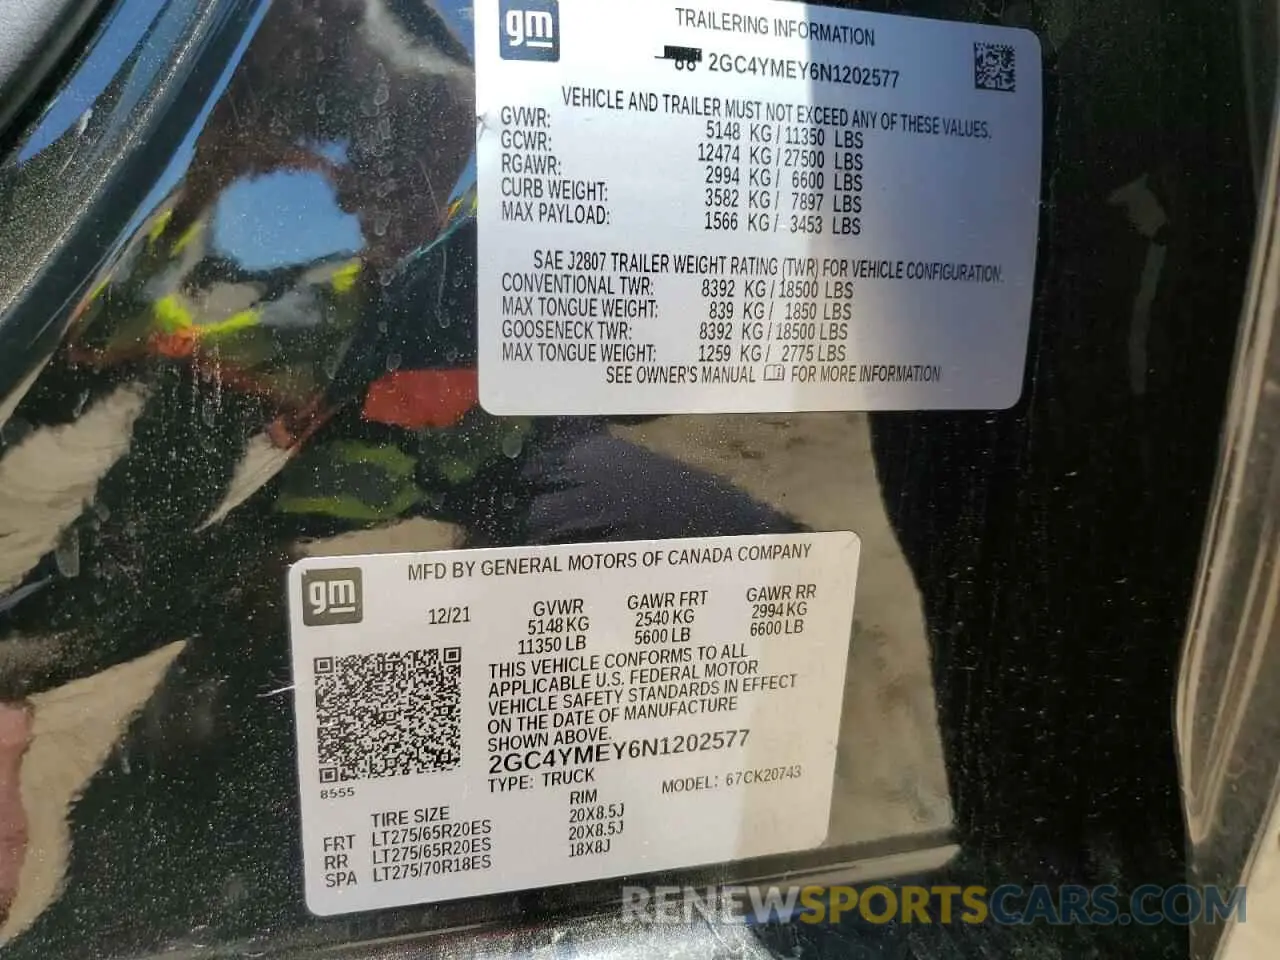 gm
TRAILERING INFORMATION
2GC4YMEY6N1202577
VEHICLE AND TRAILER MUST NOT EXCEED ANY OF THESE VALUES.
GVWR: 5148 KG / 11350 LBS
GCWR: 12474 KG / 27500 LBS
RGAWR: 2994 KG / 6600 LBS
CURB WEIGHT: 3582 KG / 7897 LBS
MAX PAYLOAD: 1566 KG / 3453 LBS
SAE J2807 TRAILER WEIGHT RATING (TWR) FOR VEHICLE CONFIGURATION:
CONVENTIONAL TWR: 8392 KG / 18500 LBS
MAX TONGUE WEIGHT: 839 KG / 1850 LBS
GOOSENECK TWR: 8392 KG / 18500 LBS
MAX TONGUE WEIGHT: 1259 KG / 2775 LBS
SEE OWNER'S MANUAL FOR MORE INFORMATION
gm
MFD BY GENERAL MOTORS OF CANADA COMPANY
12/21
GVWR GAWR FRT GAWR RR
5148 KG 2540 KG 2994 KG
11350 LB 5600 LB 6600 LB
THIS VEHICLE CONFORMS TO ALL
APPLICABLE U.S. FEDERAL MOTOR
VEHICLE SAFETY STANDARDS IN EFFECT
ON THE DATE OF MANUFACTURE
SHOWN ABOVE.
2GC4YMEY6N1202577
TYPE: TRUCK MODEL: 67CK20743
8555
TIRE SIZE RIM
FRT LT275/65R20ES 20X8.5J
RR LT275/65R20ES 20X8.5J
SPA LT275/70R18ES 18X8J
RENEWSPORTSCARS.COM